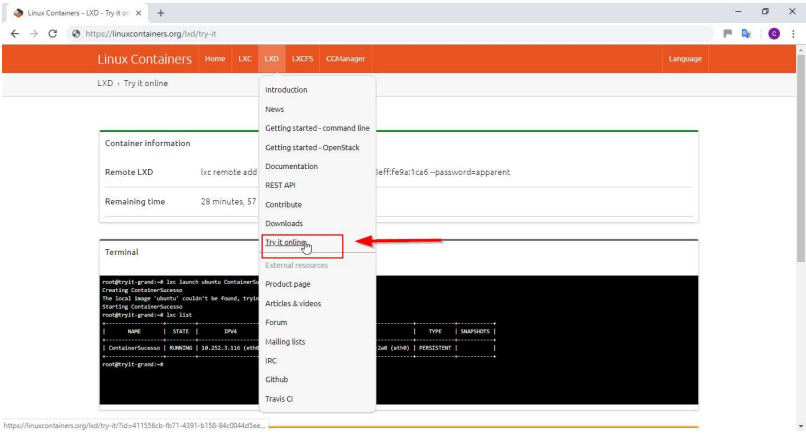 Linux Containers - LXD - Try it on
https://linuxcontainers.org/lxd/try-it
C
Linux Containers Home LXC LXD LXCFS CGManager Language
LXD › Try it online
Introduction
News
Getting started - command line
Getting started - OpenStack
Documentation
REST API
Contribute
Downloads
Try it online
External resources
Product page
Articles & videos
Forum
Mailing lists
IRC
Github
Travis CI
Container information
Remote LXD lxc remote add 3eff:fe9a:1ca6 --password=apparent
Remaining time 28 minutes, 57
Terminal
root@tryit-grand:~# lxc launch ubuntu ContainerSu
Creating ContainerSucesso
The local image 'ubuntu' couldn't be found, tryin
Starting ContainerSucesso
root@tryit-grand:~# lxc list
| NAME | STATE | IPV4 | TYPE | SNAPSHOTS |
| ContainerSucesso | RUNNING | 10.252.3.116 (eth 2a0 (eth0) | PERSISTENT | |
root@tryit-grand:~#
https://linuxcontainers.org/lxd/try-it/?id=411556cb-fb71-4391-b158-84c0044d5ee...